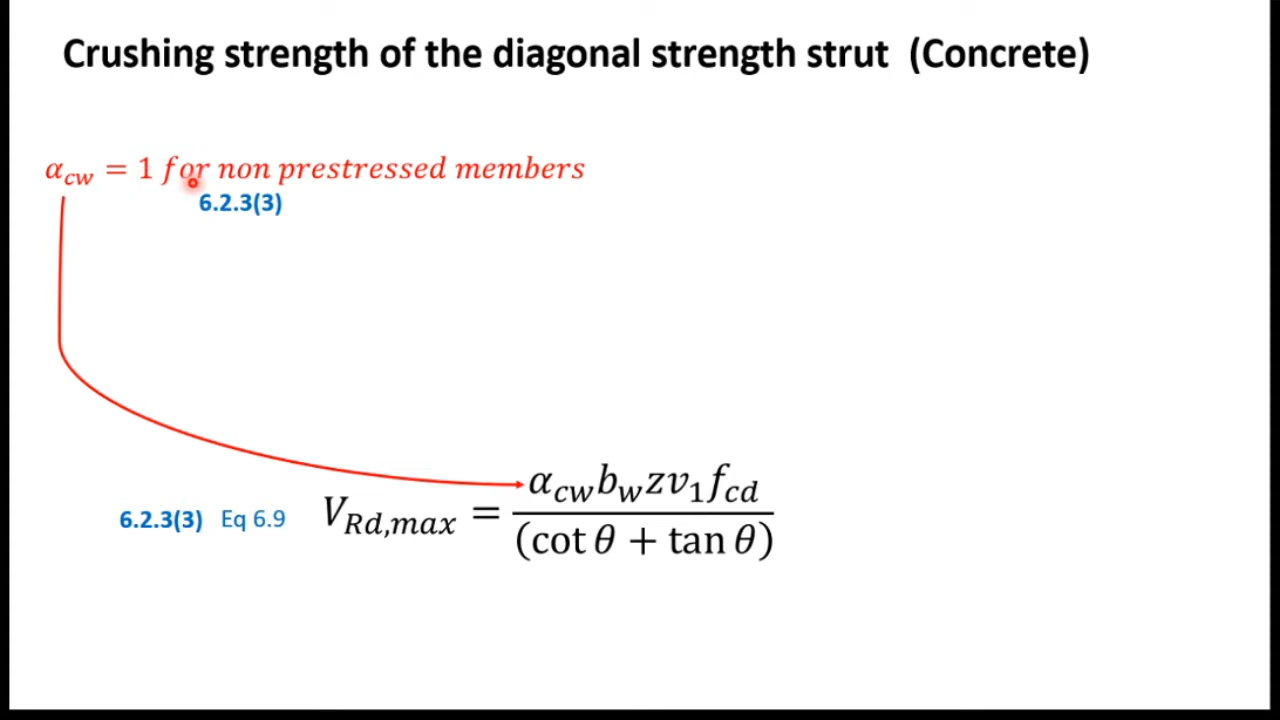 Crushing strength of the diagonal strength strut (Concrete)
α_cw = 1 for non prestressed members
6.2.3(3)
6.2.3(3) Eq 6.9 V_Rd,max = α_cw b_w z v_1 f_cd / (cot θ + tan θ)